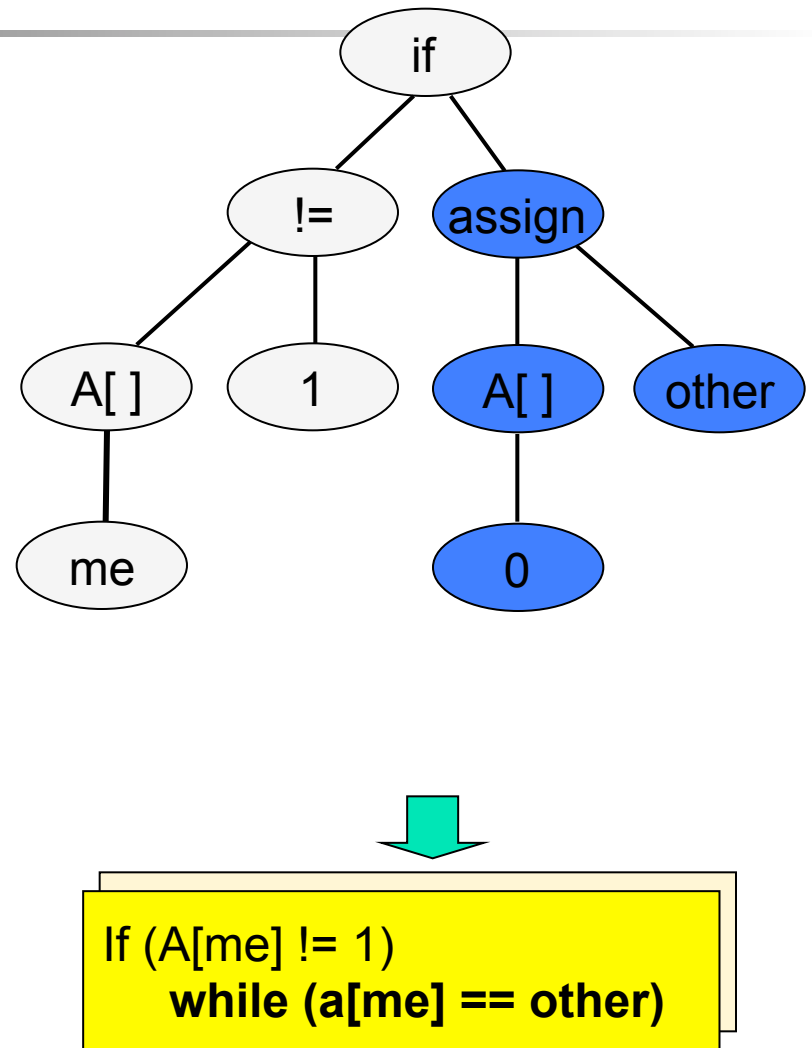 if
!=
assign
A[ ]
1
A[ ]
other
me
0
If (A[me] != 1)
while (a[me] == other)